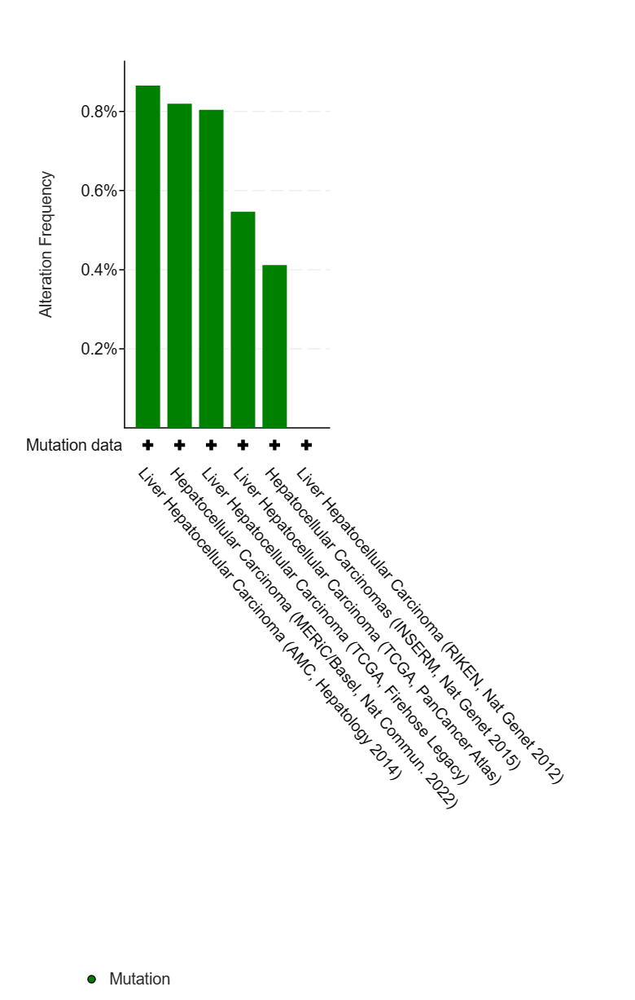 0.8%
0.6%
0.4%
0.2%
Alteration Frequency
Mutation data
Liver Hepatocellular Carcinoma (AMC, Hepatology 2014)
Hepatocellular Carcinoma (MERiC/Basel, Nat Commun. 2022)
Liver Hepatocellular Carcinoma (TCGA, Firehose Legacy)
Liver Hepatocellular Carcinoma (TCGA, PanCancer Atlas)
Hepatocellular Carcinomas (INSERM, Nat Genet 2015)
Liver Hepatocellular Carcinoma (RIKEN, Nat Genet 2012)
Mutation